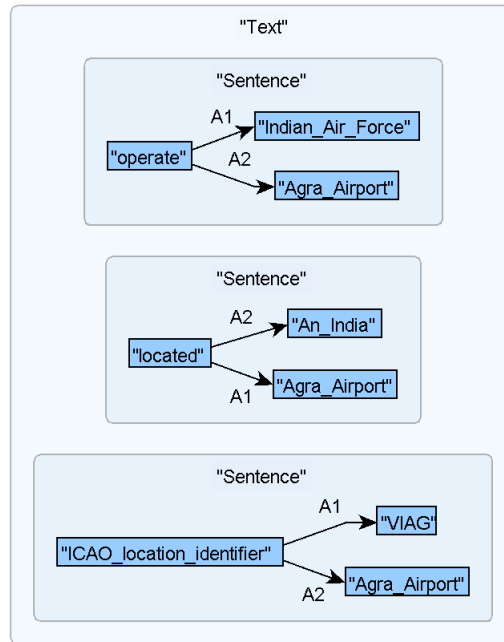 "Text"
"Sentence"
A1
"Indian_Air_Force"
"operate"
A2
"Agra_Airport"
"Sentence"
A2
"An_India"
"located"
A1
"Agra_Airport"
"Sentence"
A1
"VIAG"
"ICAO_location_identifier"
A2
"Agra_Airport"